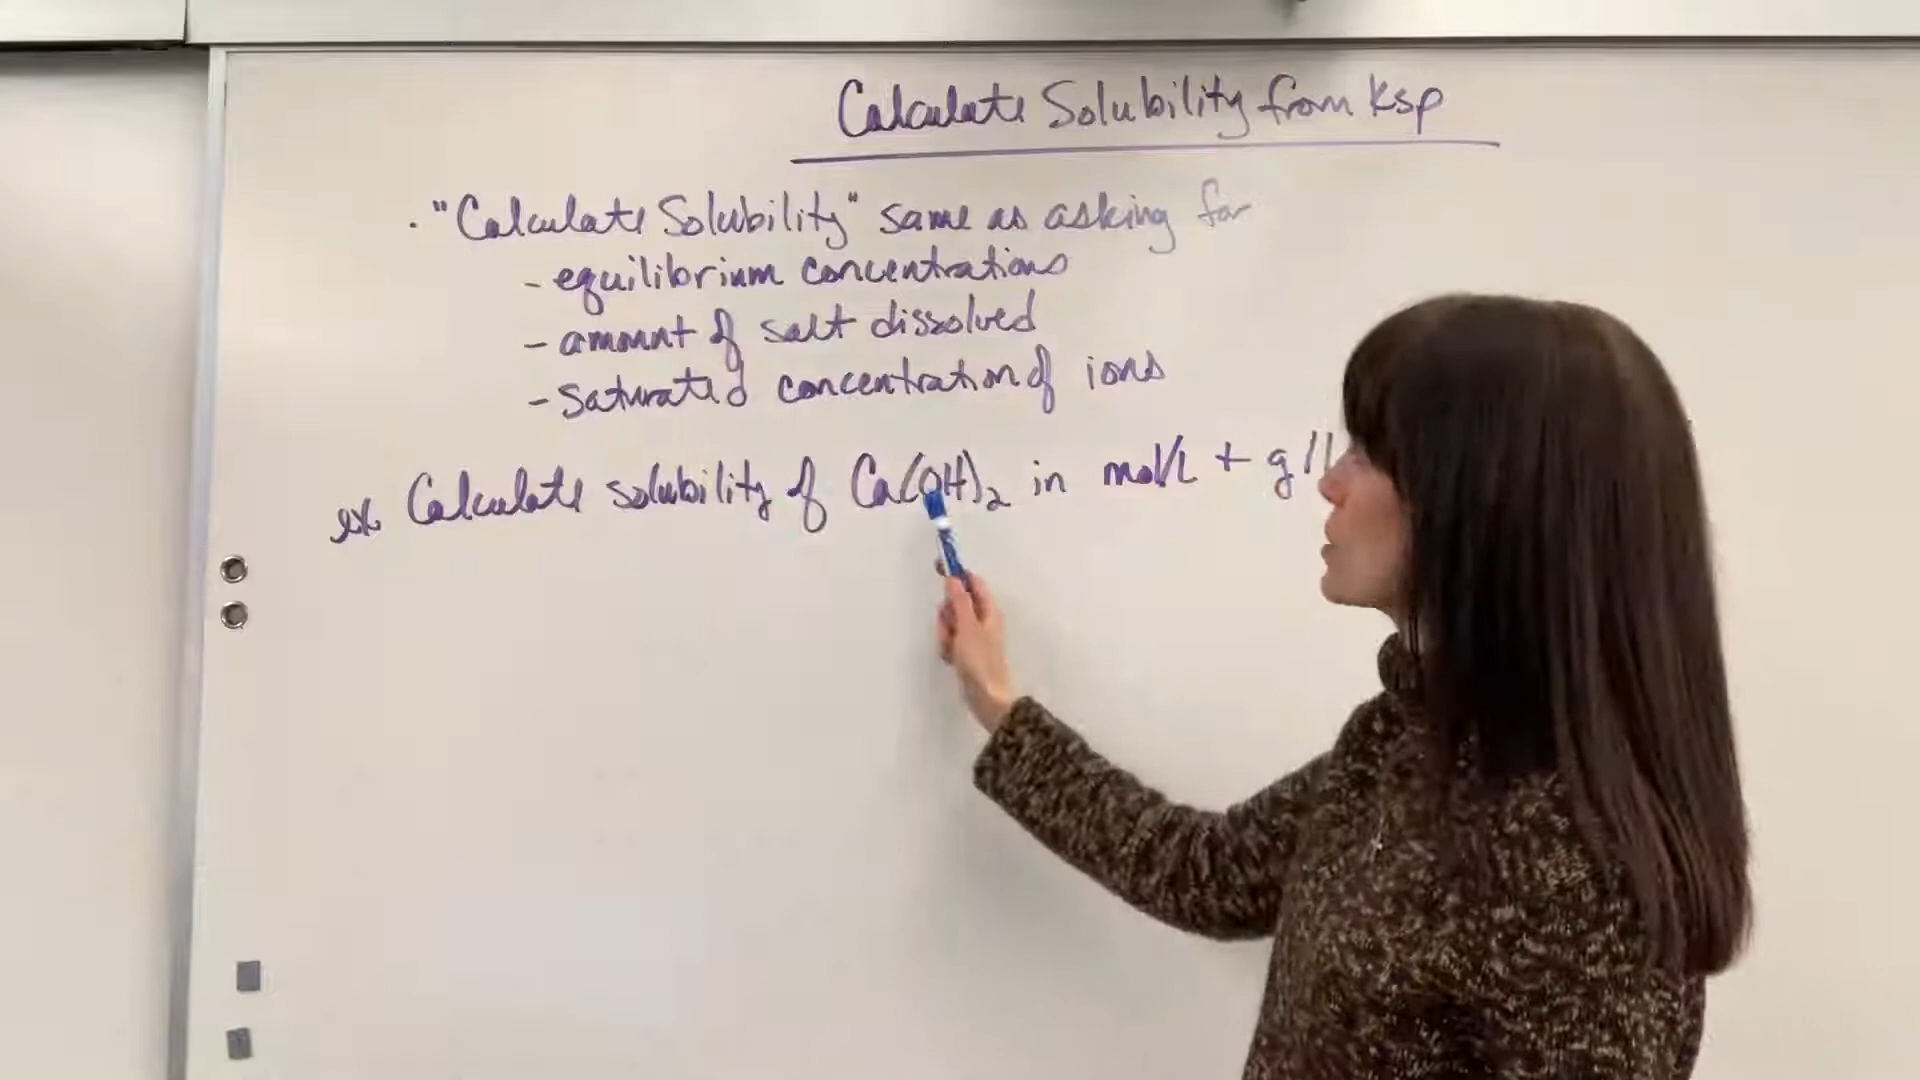 Calculate Solubility from Ksp
· "Calculate Solubility" same as asking for
- equilibrium concentrations
- amount of salt dissolved
- saturated concentration of ions
ex. Calculate solubility of Ca(OH)₂ in mol/L + g/L